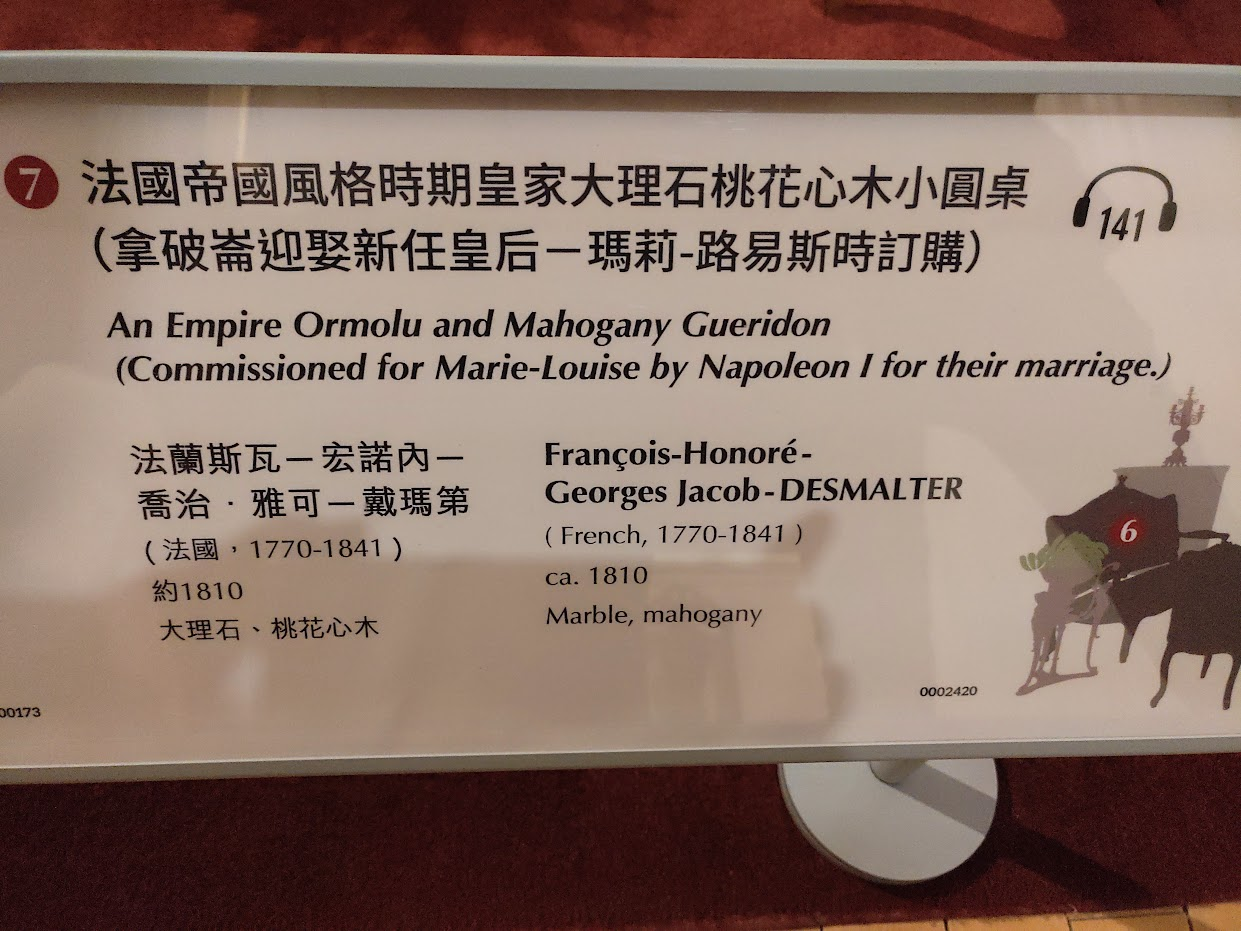 7 法國帝國風格時期皇家大理石桃花心木小圓桌
（拿破崙迎娶新任皇后－瑪莉-路易斯時訂購）
141
An Empire Ormolu and Mahogany Gueridon
(Commissioned for Marie-Louise by Napoleon I for their marriage.)
法蘭斯瓦－宏諾內－
喬治．雅可－戴瑪第
(法國，1770-1841)
約1810
大理石、桃花心木
François-Honoré-
Georges Jacob-DESMALTER
( French, 1770-1841 )
ca. 1810
Marble, mahogany
6
00173
0002420